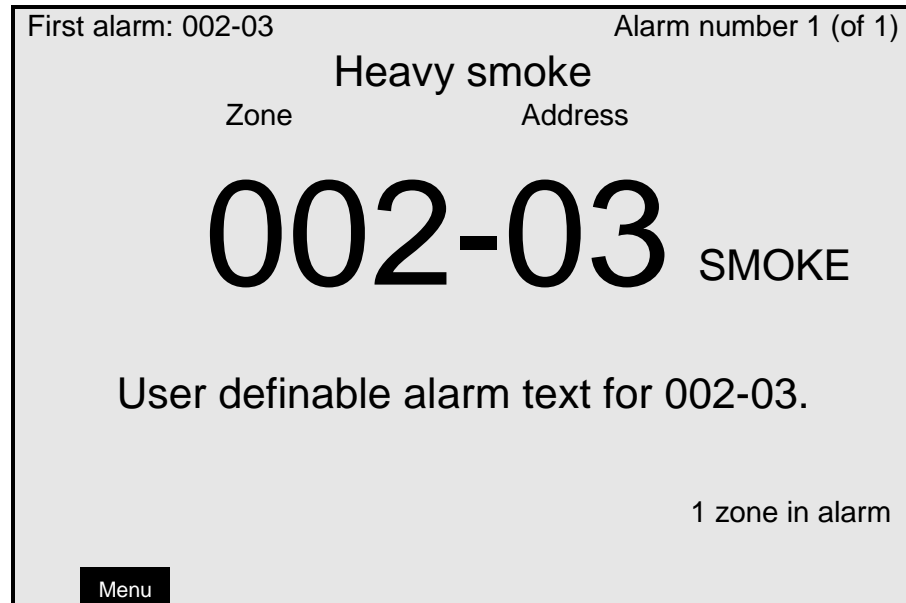 First alarm: 002-03 Alarm number 1 (of 1)
Heavy smoke
Zone Address
002-03 SMOKE
User definable alarm text for 002-03.
1 zone in alarm
Menu